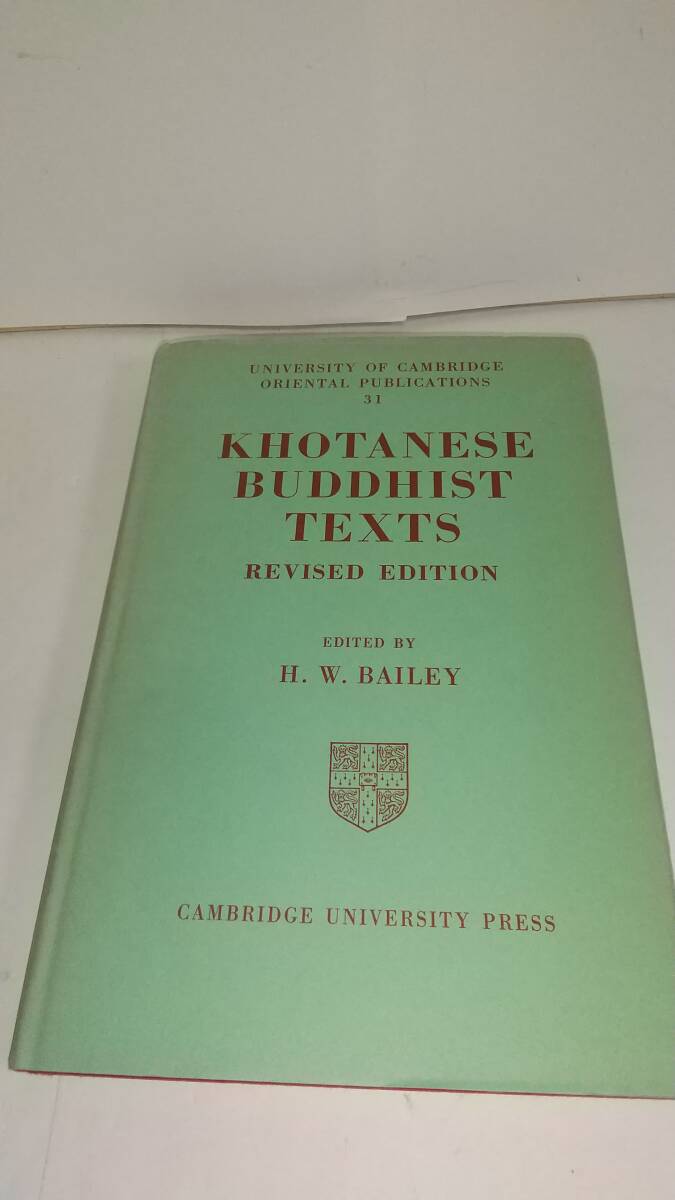 UNIVERSITY OF CAMBRIDGE
ORIENTAL PUBLICATIONS
31
KHOTANESE
BUDDHIST
TEXTS
REVISED EDITION
EDITED BY
H. W. BAILEY
CAMBRIDGE UNIVERSITY PRESS